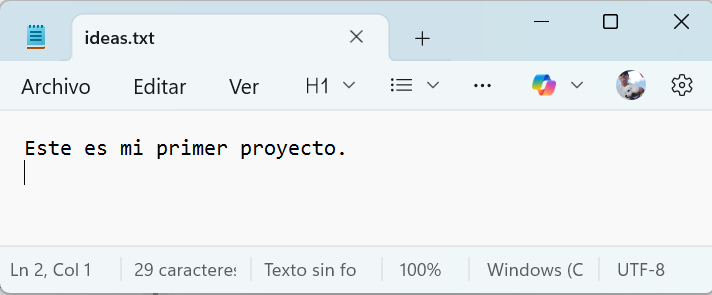 ideas.txt
Archivo Editar Ver H1
Este es mi primer proyecto.
Ln 2, Col 1 29 caracteres Texto sin fo 100% Windows (C UTF-8